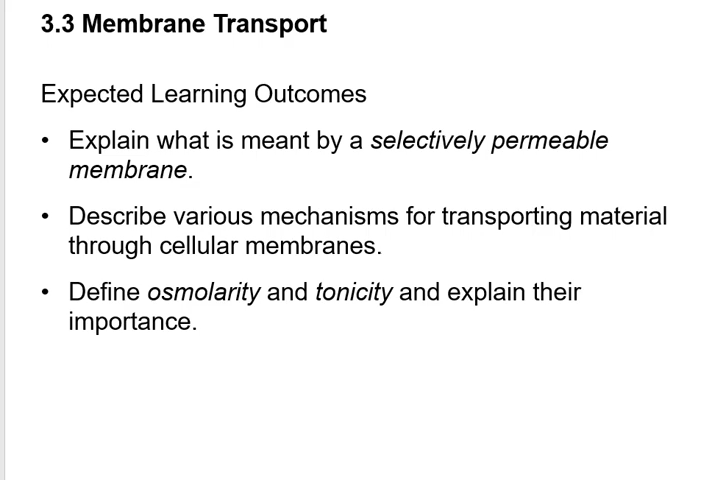 3.3 Membrane Transport
Expected Learning Outcomes
• Explain what is meant by a selectively permeable
membrane.
• Describe various mechanisms for transporting material
through cellular membranes.
• Define osmolarity and tonicity and explain their
importance.